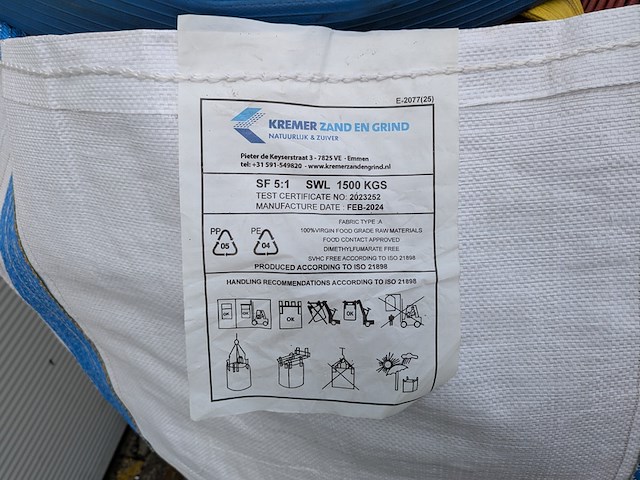 E-2077(25)
KREMER ZAND EN GRIND
NATUURLIJK & ZUIVER
Pieter de Keyserstraat 3 - 7825 VE - Emmen
tel: +31 591-549820 - www.kremerzandengrind.nl
SF 5:1 SWL 1500 KGS
TEST CERTIFICATE NO: 2023252
MANUFACTURE DATE : FEB-2024
PP 05 PE 04
FABRIC TYPE :A
100%VIRGIN FOOD GRADE RAW MATERIALS
FOOD CONTACT APPROVED
DIMETHYLFUMARATE FREE
SVHC FREE ACCORDING TO ISO 21898
PRODUCED ACCORDING TO ISO 21898
HANDLING RECOMMENDATIONS ACCORDING TO ISO 21898
OK OK OK OK